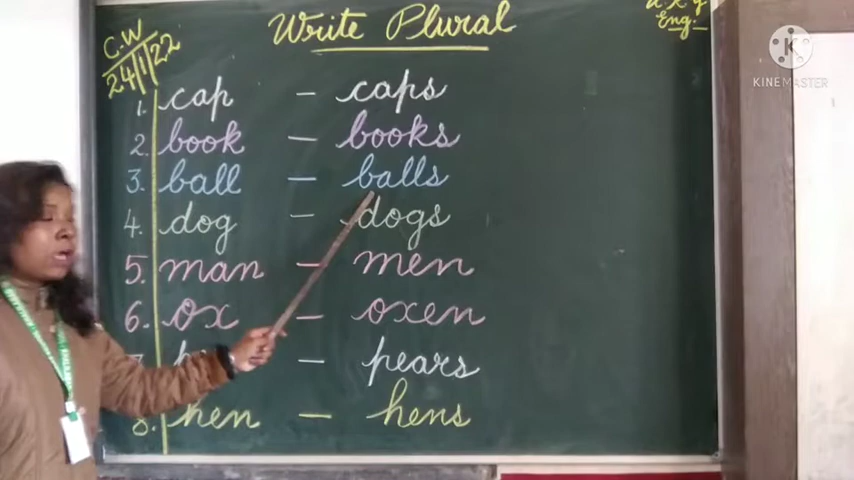 C.W
24/1/22
Write Plural
U.K.G
Eng.
KINEMASTER
1. cap - caps
2. book - books
3. ball - balls
4. dog - dogs
5. man - men
6. ox - oxen
7. p - pears
8. hen - hens